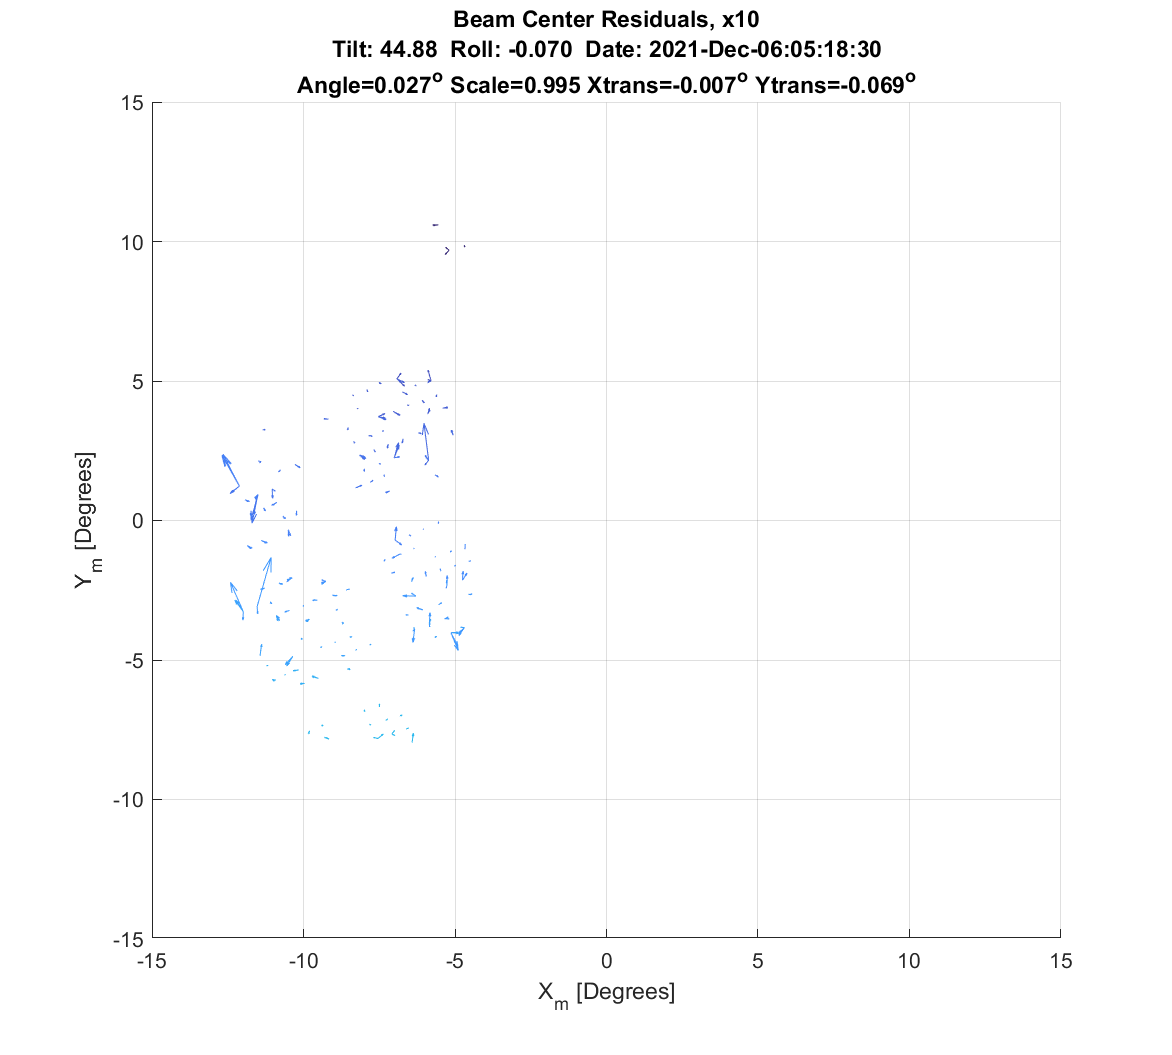 Beam Center Residuals, x10
Tilt: 44.88 Roll: -0.070 Date: 2021-Dec-06:05:18:30
Angle=0.027° Scale=0.995 Xtrans=-0.007° Ytrans=-0.069°
15
10
5
0
-5
-10
-15
Ym [Degrees]
-15 -10 -5 0 5 10 15
Xm [Degrees]